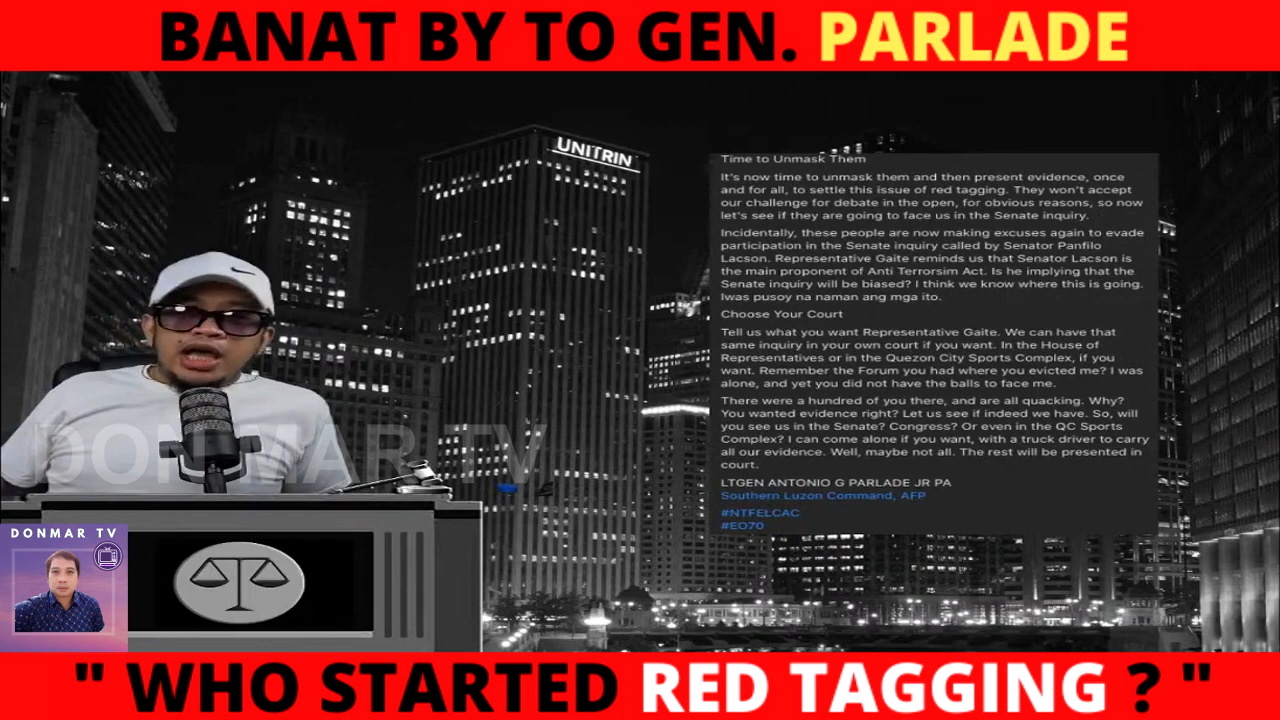 BANAT BY TO GEN. PARLADE
UNITRIN
Time to Unmask Them
It's now time to unmask them and then present evidence, once
and for all, to settle this issue of red tagging. They won't accept
our challenge for debate in the open, for obvious reasons, so now
let's see if they are going to face us in the Senate inquiry.
Incidentally, these people are now making excuses again to evade
participation in the Senate inquiry called by Senator Panfilo
Lacson. Representative Gaite reminds us that Senator Lacson is
the main proponent of Anti Terrorsim Act. Is he implying that the
Senate inquiry will be biased? I think we know where this is going.
Iwas pusoy na naman ang mga ito.
Choose Your Court
Tell us what you want Representative Gaite. We can have that
same inquiry in your own court if you want. In the House of
Representatives or in the Quezon City Sports Complex, if you
want. Remember the Forum you had where you evicted me? I was
alone, and yet you did not have the balls to face me.
There were a hundred of you there, and are all quacking. Why?
You wanted evidence right? Let us see if indeed we have. So, will
you see us in the Senate? Congress? Or even in the QC Sports
Complex? I can come alone if you want, with a truck driver to carry
all our evidence. Well, maybe not all. The rest will be presented in
court.
LTGEN ANTONIO G PARLADE JR PA
Southern Luzon Command, AFP
#NTFELCAC
#EO70
DON MAR TV
DONMAR TV
" WHO STARTED RED TAGGING ? "